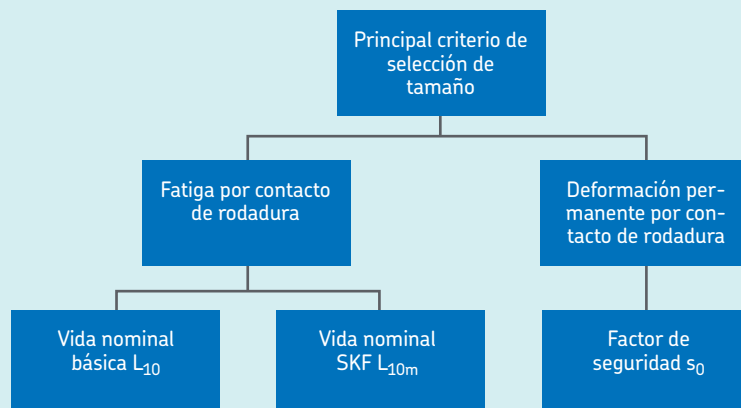 Principal criterio de
selección de
tamaño
Fatiga por contacto
de rodadura
Deformación per-
manente por con-
tacto de rodadura
Vida nominal
básica L10
Vida nominal
SKF L10m
Factor de
seguridad s0